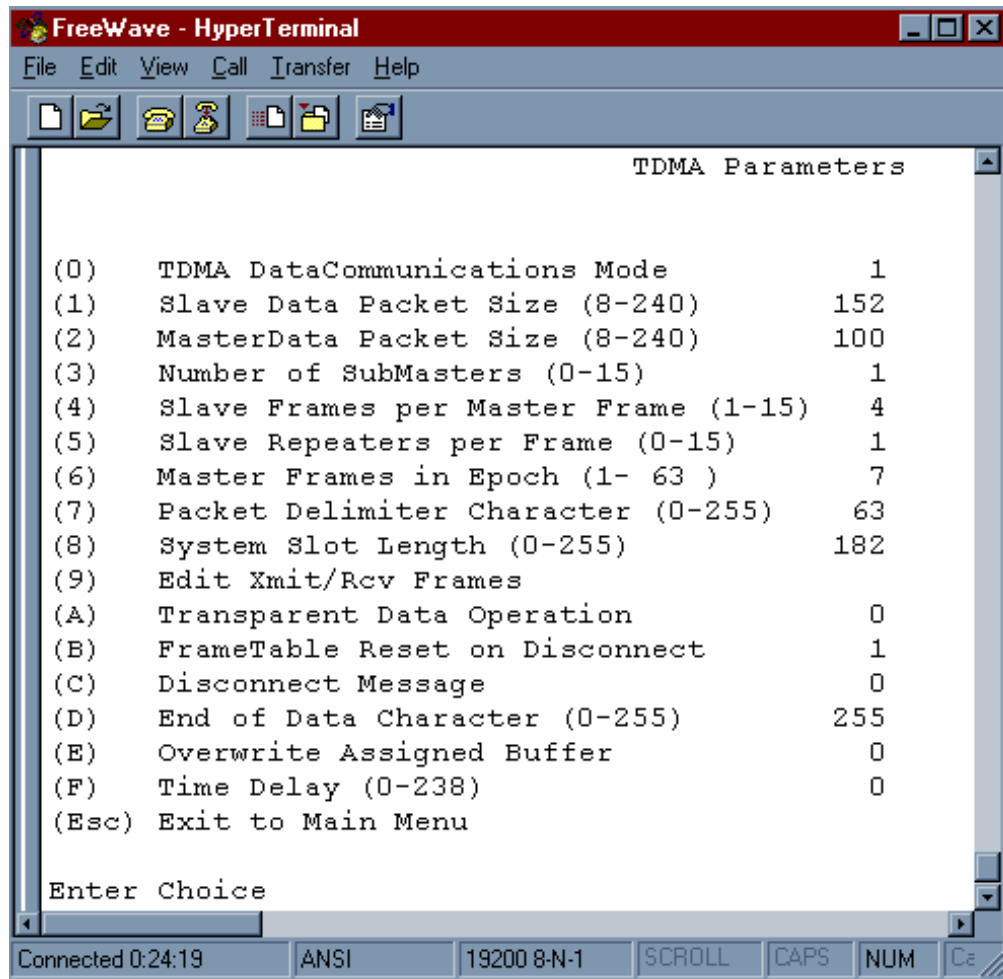 FreeWave - HyperTerminal
File Edit View Call Transfer Help
TDMA Parameters
(0) TDMA DataCommunications Mode 1
(1) Slave Data Packet Size (8-240) 152
(2) MasterData Packet Size (8-240) 100
(3) Number of SubMasters (0-15) 1
(4) Slave Frames per Master Frame (1-15) 4
(5) Slave Repeaters per Frame (0-15) 1
(6) Master Frames in Epoch (1- 63 ) 7
(7) Packet Delimiter Character (0-255) 63
(8) System Slot Length (0-255) 182
(9) Edit Xmit/Rcv Frames
(A) Transparent Data Operation 0
(B) FrameTable Reset on Disconnect 1
(C) Disconnect Message 0
(D) End of Data Character (0-255) 255
(E) Overwrite Assigned Buffer 0
(F) Time Delay (0-238) 0
(Esc) Exit to Main Menu
Enter Choice
Connected 0:24:19 ANSI 19200 8-N-1 SCROLL CAPS NUM Ca